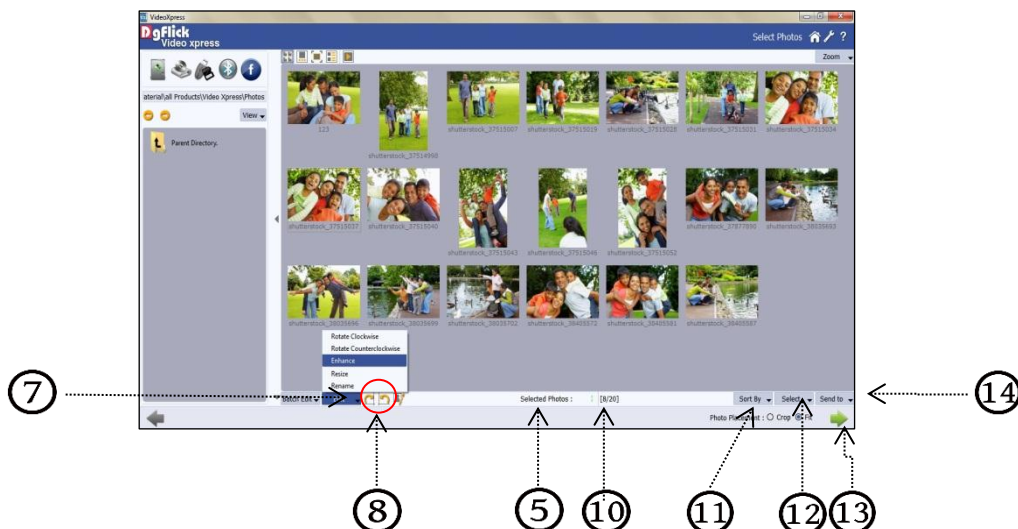 VideoXpress
DgFlick
Video xpress
Select Photos
?
Zoom
aterial\all Products\Video Xpress\Photos
View
Parent Directory.
123
shutterstock_37514998
shutterstock_37515007
shutterstock_37515019
shutterstock_37515028
shutterstock_37515031
shutterstock_37515034
shutterstock_37515037
shutterstock_37515040
shutterstock_37515043
shutterstock_37515049
shutterstock_37515052
shutterstock_37877898
shutterstock_38035693
shutterstock_38035696
shutterstock_38035699
shutterstock_38035702
shutterstock_38405572
shutterstock_38405581
shutterstock_38405587
Rotate Clockwise
Rotate Counterclockwise
Enhance
Resize
Rename
Batch Edit
Selected Photos : [8/20]
Sort By
Select
Send to
Photo Placement : Crop Fit
7
14
8
5
10
11
12
13